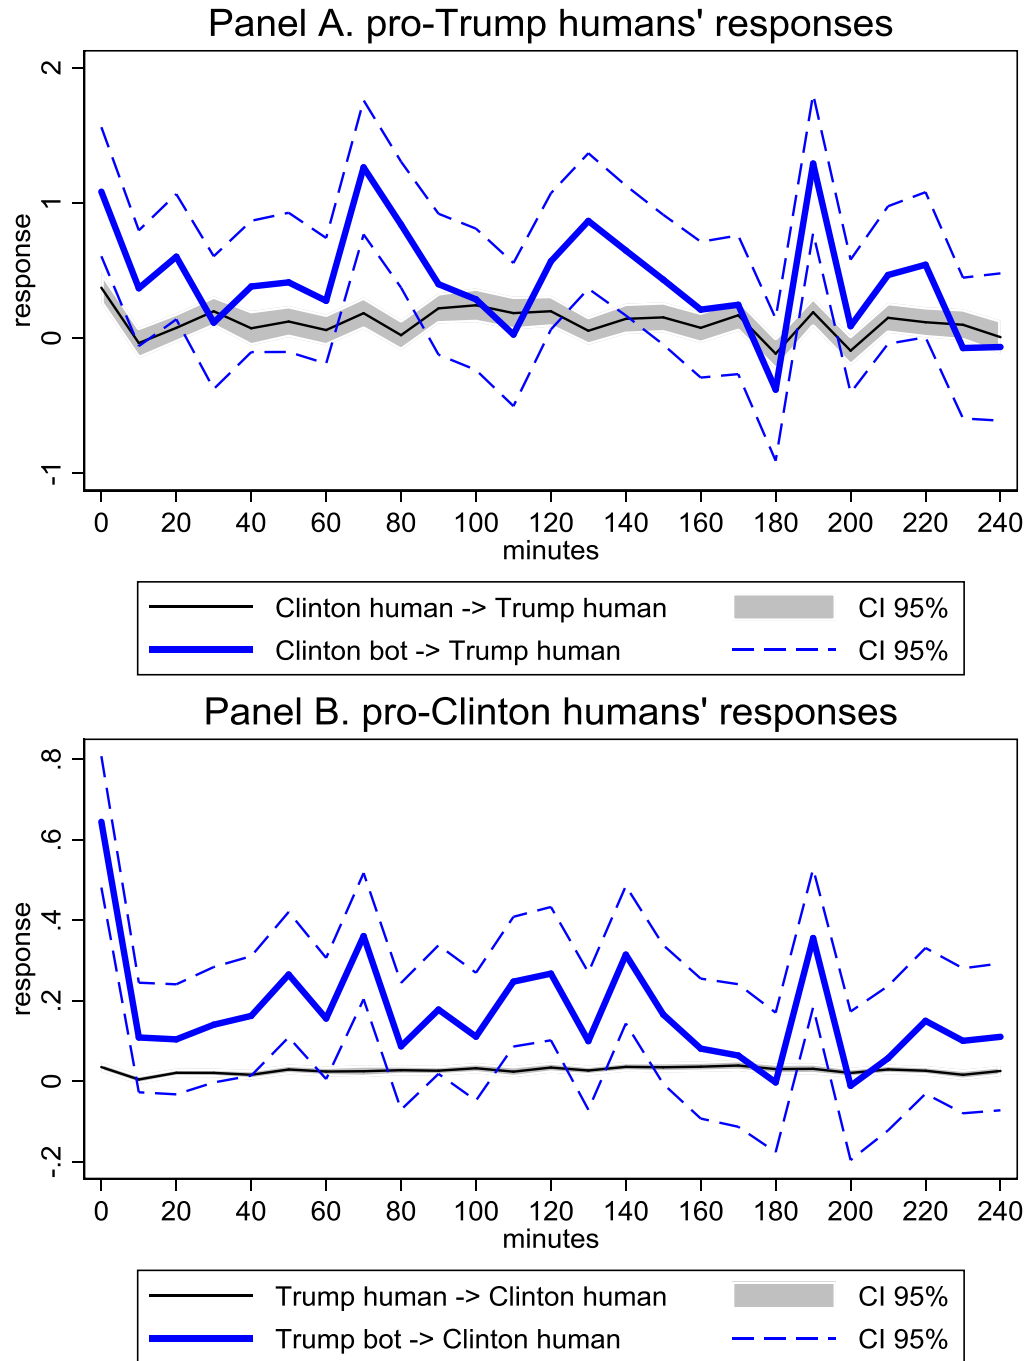 Panel A. pro-Trump humans' responses
2
1
0
-1
response
0 20 40 60 80 100 120 140 160 180 200 220 240
minutes
Clinton human -> Trump human CI 95%
Clinton bot -> Trump human CI 95%
Panel B. pro-Clinton humans' responses
.8
.6
.4
.2
0
-.2
response
0 20 40 60 80 100 120 140 160 180 200 220 240
minutes
Trump human -> Clinton human CI 95%
Trump bot -> Clinton human CI 95%